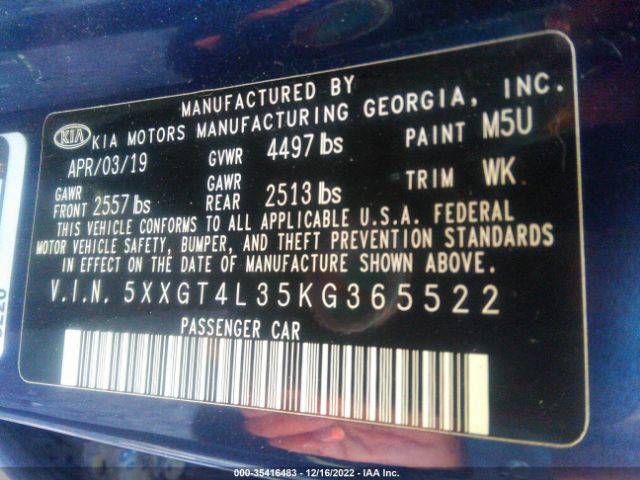 MANUFACTURED BY
KIA KIA MOTORS MANUFACTURING GEORGIA, INC.
APR/03/19 GVWR 4497 lbs PAINT M5U
GAWR FRONT 2557 lbs GAWR REAR 2513 lbs TRIM WK
THIS VEHICLE CONFORMS TO ALL APPLICABLE U.S.A. FEDERAL
MOTOR VEHICLE SAFETY, BUMPER, AND THEFT PREVENTION STANDARDS
IN EFFECT ON THE DATE OF MANUFACTURE SHOWN ABOVE.
V.I.N. 5XXGT4L35KG365522
PASSENGER CAR
000-35416483 - 12/16/2022 - IAA Inc.